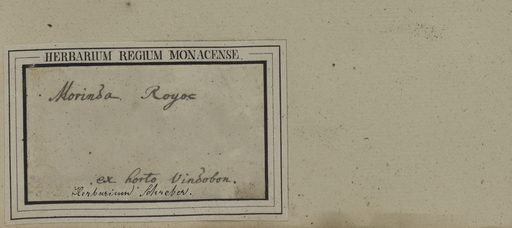 HERBARIUM REGIUM MONACENSE.
Morinda Royoc
ex horto Vindobon.
Herbarium Schreber.